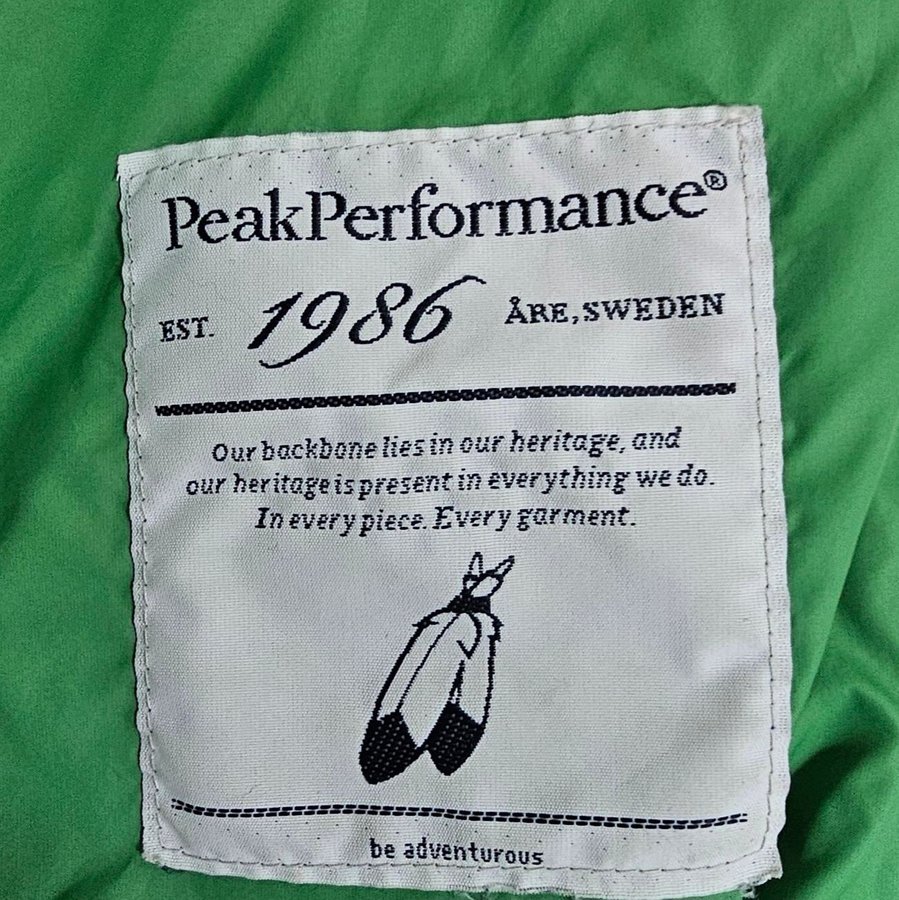 PeakPerformance®
EST. 1986 ÅRE, SWEDEN
Our backbone lies in our heritage, and
our heritage is present in everything we do.
In every piece. Every garment.
be adventurous